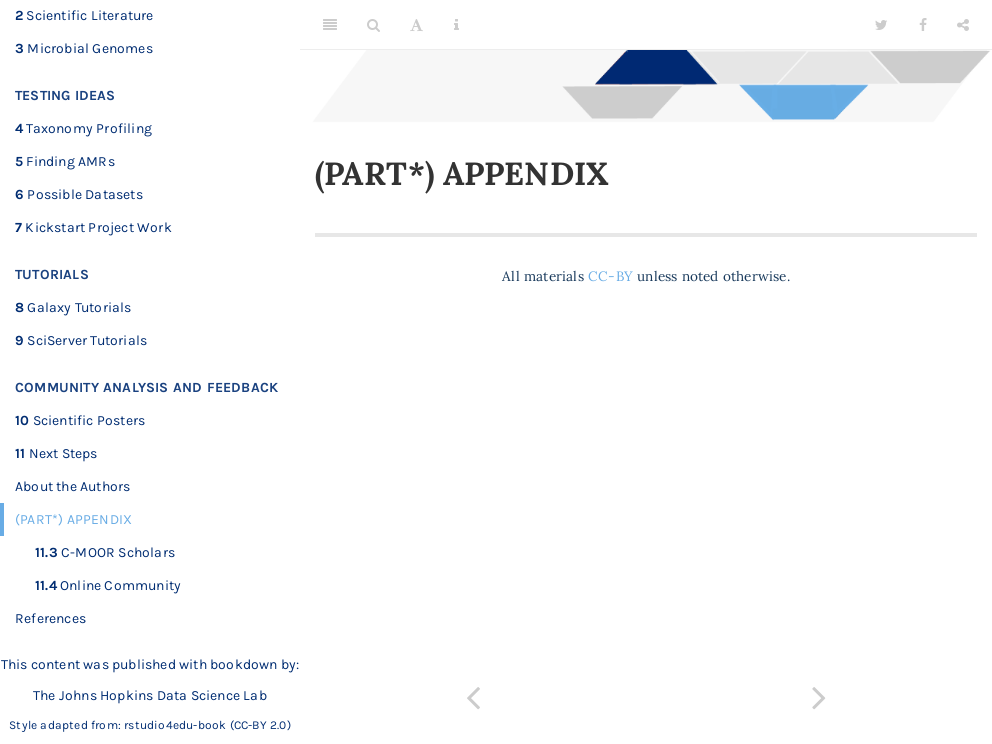 2 Scientific Literature
3 Microbial Genomes
TESTING IDEAS
4 Taxonomy Profiling
5 Finding AMRs
6 Possible Datasets
7 Kickstart Project Work
TUTORIALS
8 Galaxy Tutorials
9 SciServer Tutorials
COMMUNITY ANALYSIS AND FEEDBACK
10 Scientific Posters
11 Next Steps
About the Authors
(PART*) APPENDIX
11.3 C-MOOR Scholars
11.4 Online Community
References
This content was published with bookdown by:
The Johns Hopkins Data Science Lab
Style adapted from: rstudio4edu-book (CC-BY 2.0)
(PART*) APPENDIX
All materials CC-BY unless noted otherwise.